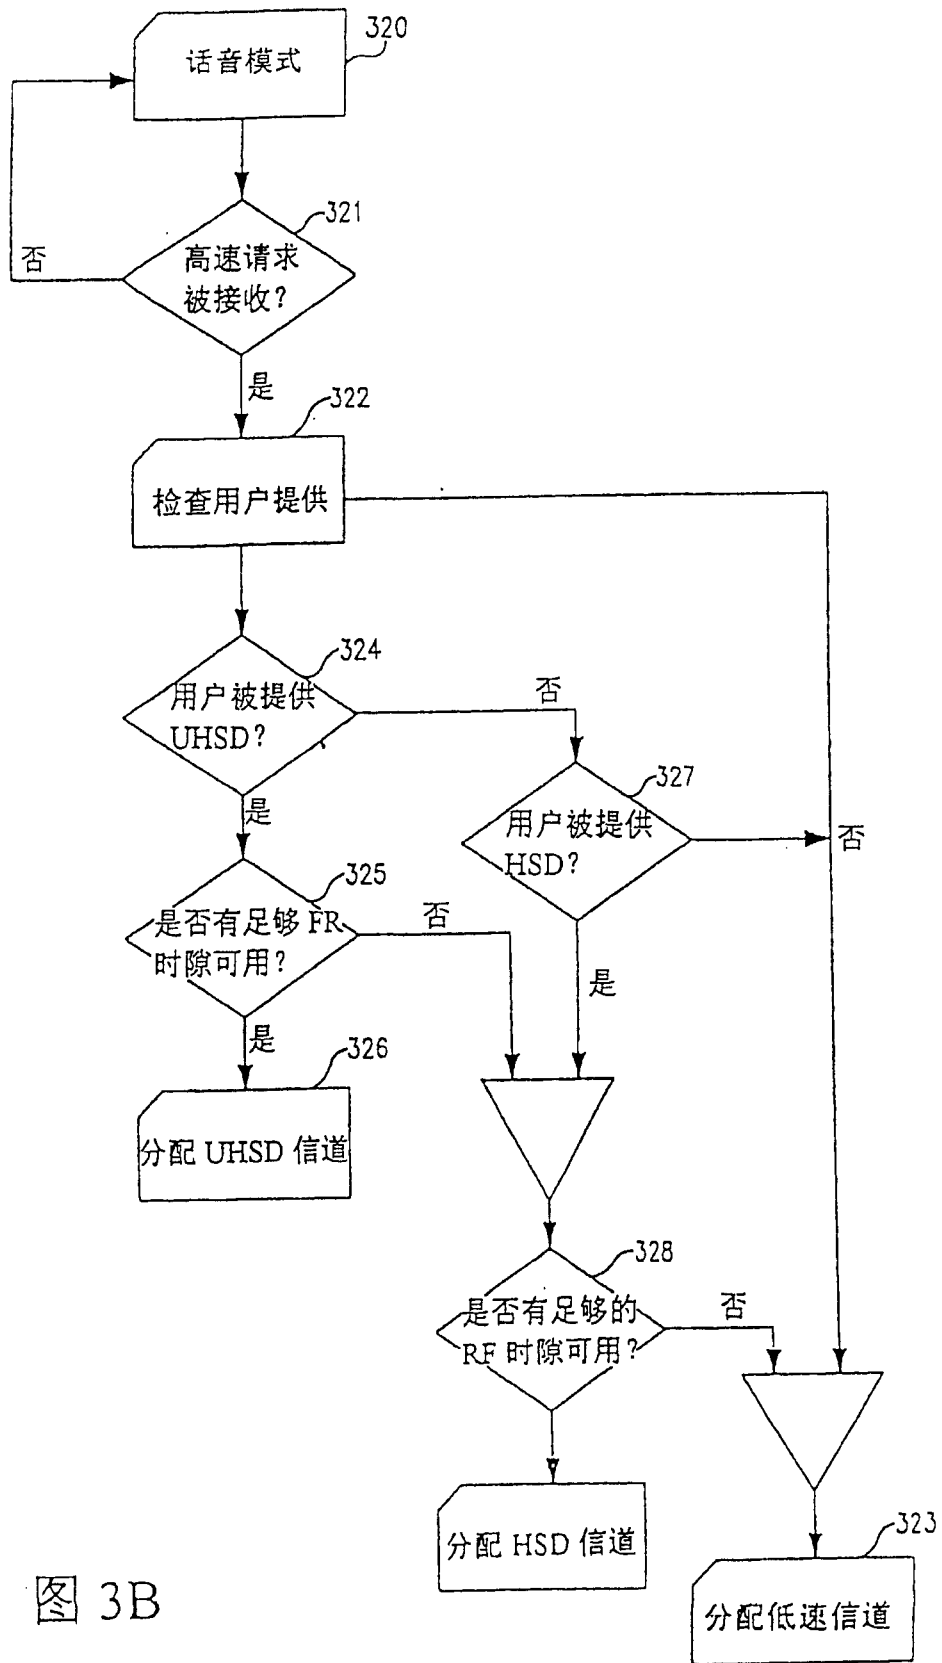 320
话音模式
321
高速请求
被接收?
否
是
322
检查用户提供
324
用户被提供
UHSD?
否
是
327
用户被提供
HSD?
否
325
是否有足够 FR
时隙可用?
否
是
是
326
分配 UHSD 信道
328
是否有足够的
RF 时隙可用?
否
分配 HSD 信道
323
分配低速信道
图 3B